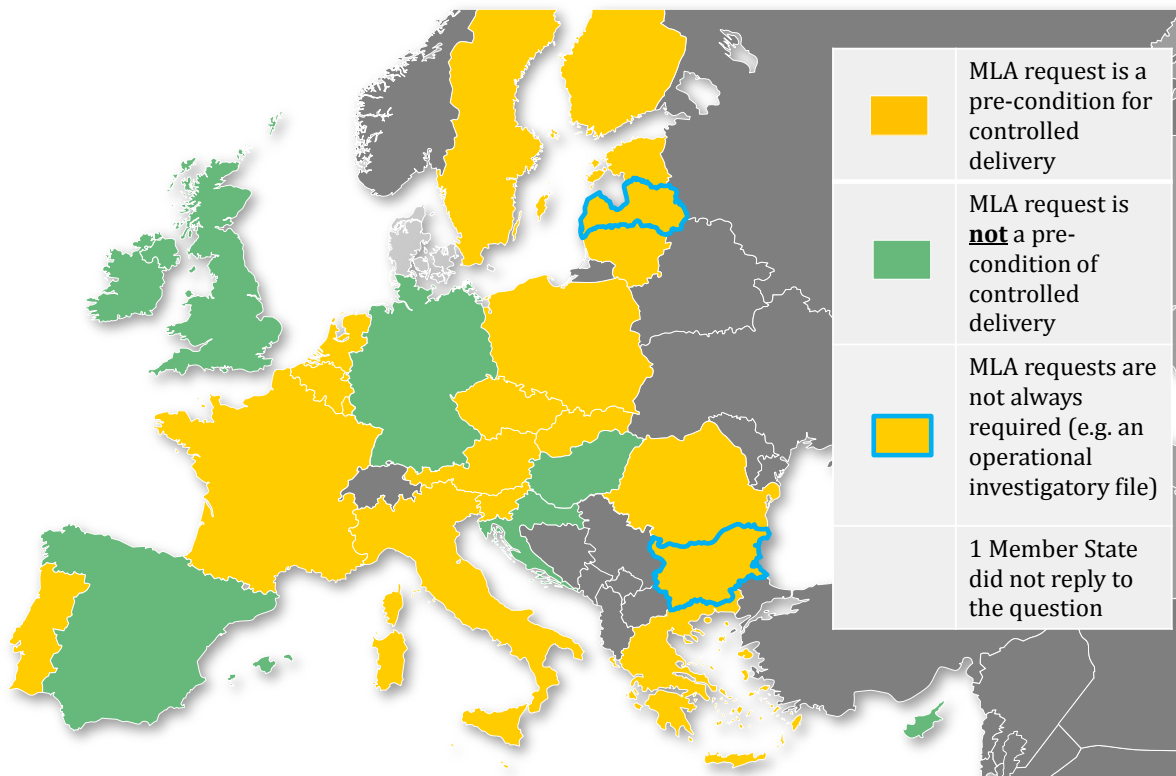 MLA request is a
pre-condition for
controlled
delivery
MLA request is
not a pre-
condition of
controlled
delivery
MLA requests are
not always
required (e.g. an
operational
investigatory file)
1 Member State
did not reply to
the question